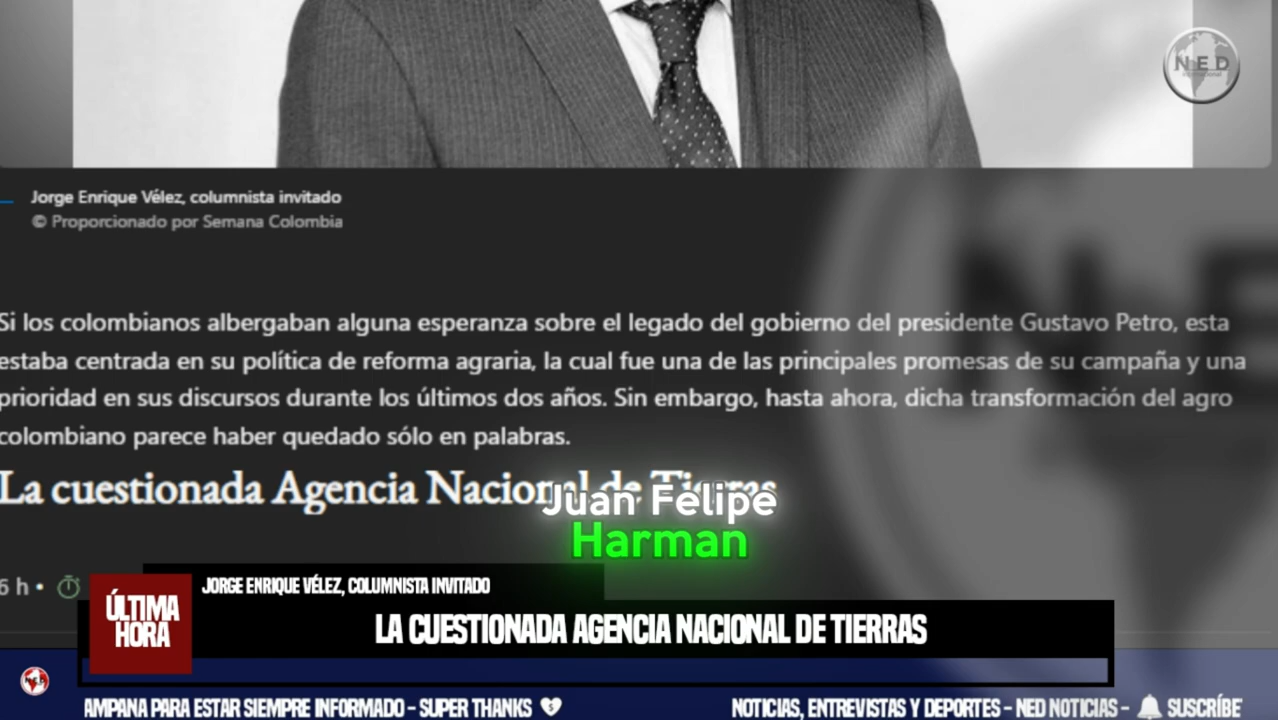 NED
Jorge Enrique Vélez, columnista invitado
© Proporcionado por Semana Colombia
Si los colombianos albergaban alguna esperanza sobre el legado del gobierno del presidente Gustavo Petro, esta
estaba centrada en su política de reforma agraria, la cual fue una de las principales promesas de su campaña y una
prioridad en sus discursos durante los últimos dos años. Sin embargo, hasta ahora, dicha transformación del agro
colombiano parece haber quedado sólo en palabras.
La cuestionada Agencia Nacional de Tierras
Juan Felipe
Harman
6 h •
ÚLTIMA
HORA
JORGE ENRIQUE VÉLEZ, COLUMNISTA INVITADO
LA CUESTIONADA AGENCIA NACIONAL DE TIERRAS
AMPANA PARA ESTAR SIEMPRE INFORMADO - SUPER THANKS
NOTICIAS, ENTREVISTAS Y DEPORTES - NED NOTICIAS - SUSCRÍBE